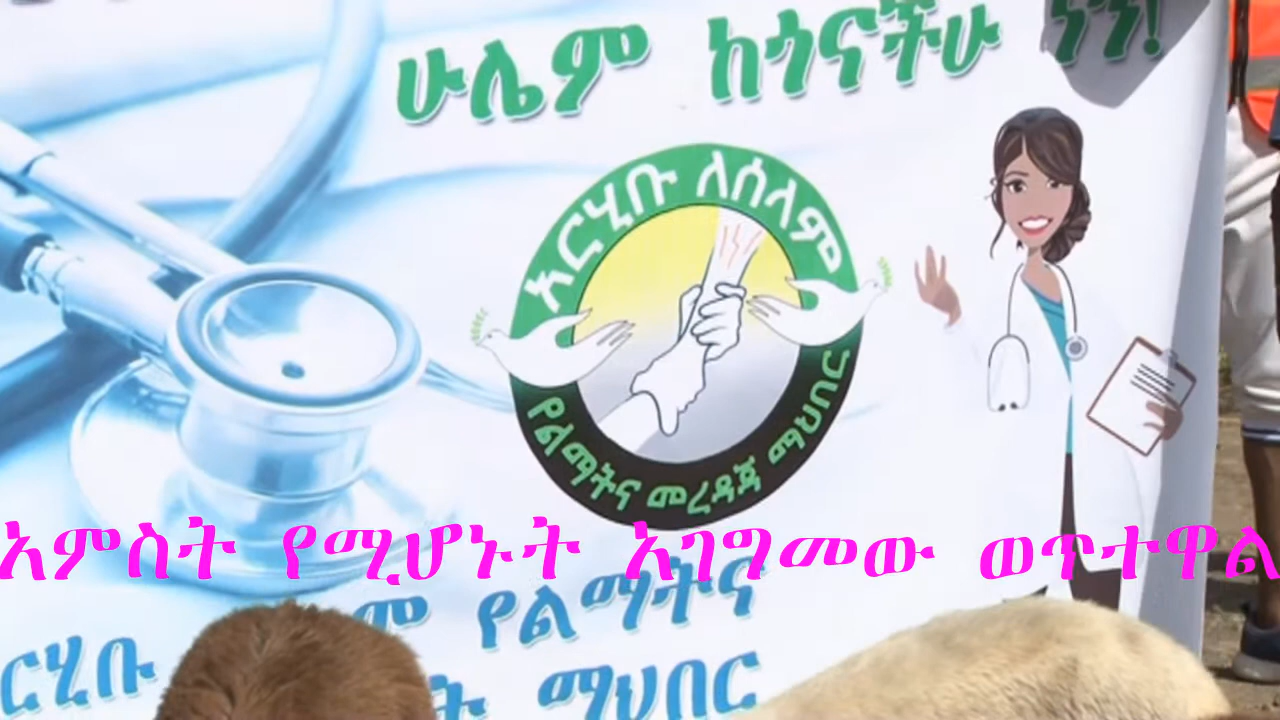 ሁሌም ከጎናችሁ ነን!
እርሂቡ ለሰላም
የልማትና መረዳጃ ማህበር
አምስት የሚሆኑት አገግመው ወጥተዋል
የልማትና
ርሂቡ
ማህበር